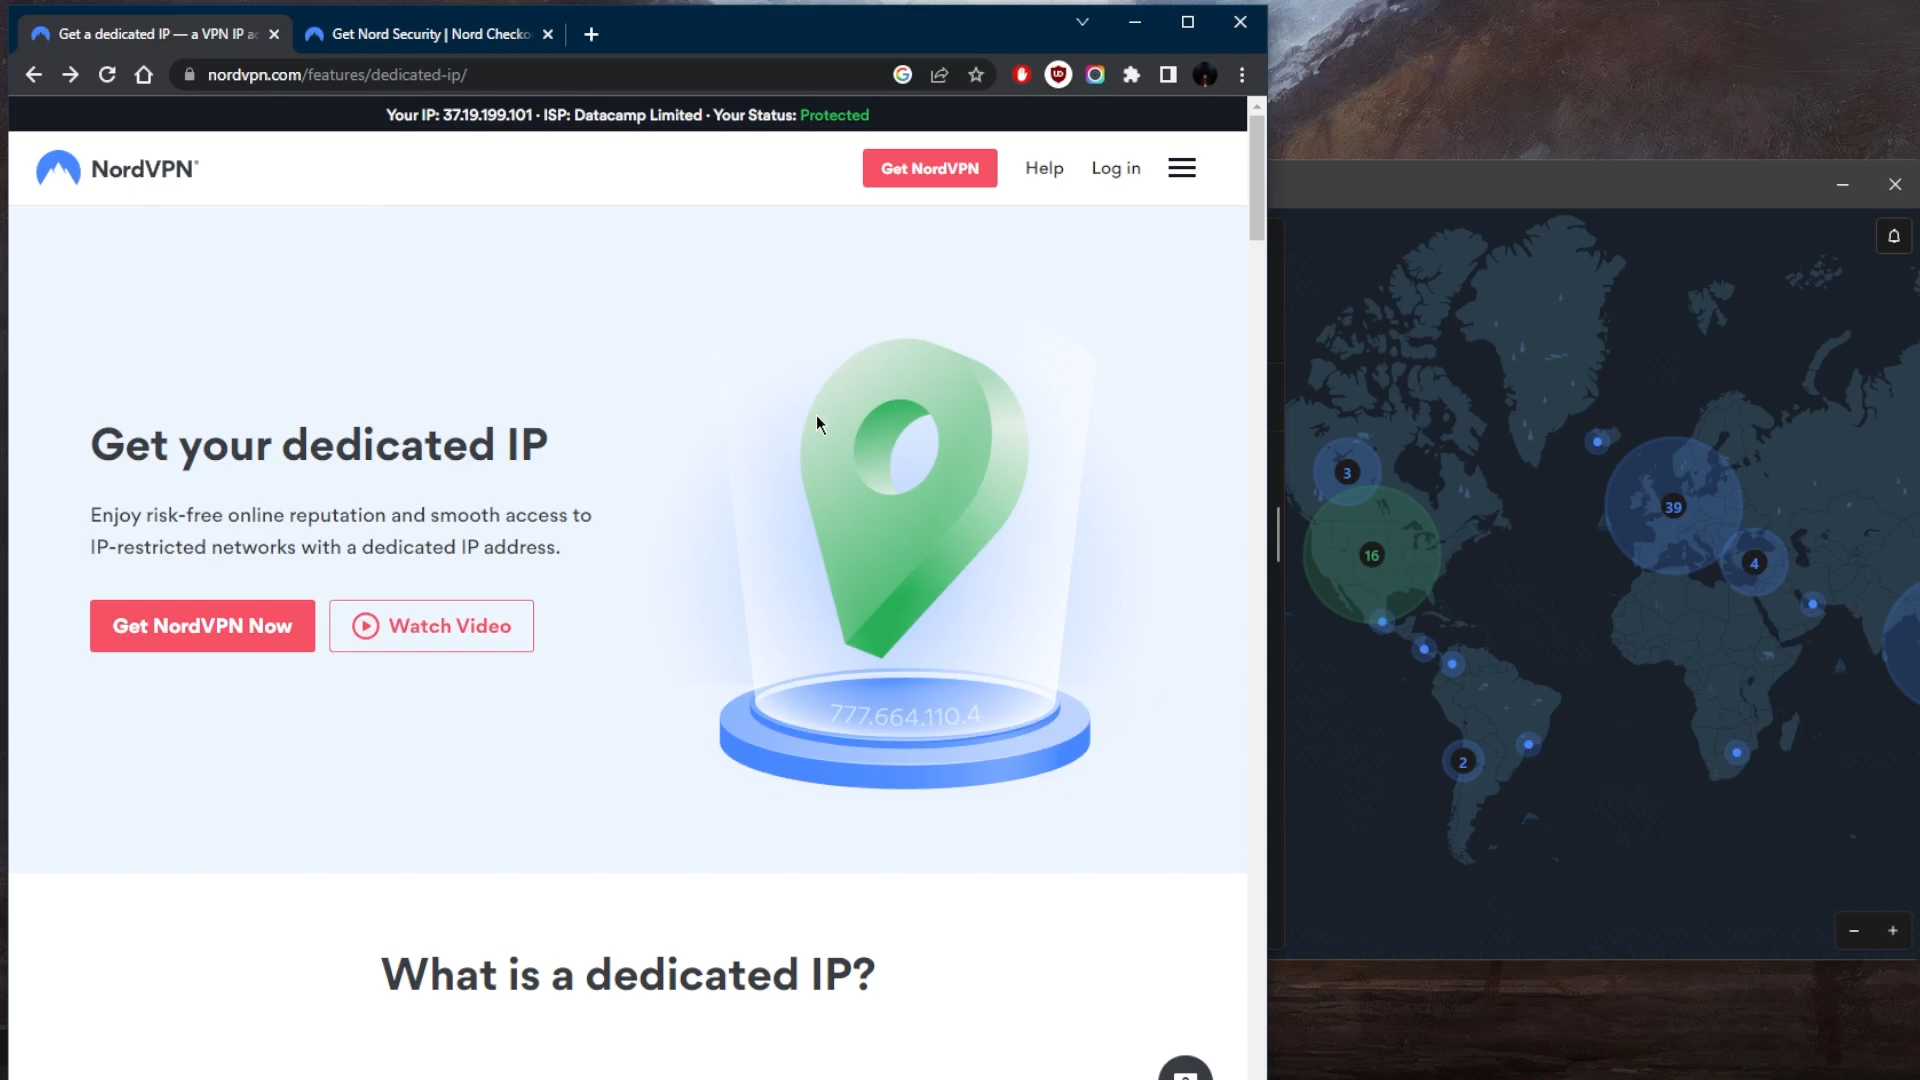 Get a dedicated IP — a VPN IP a
Get Nord Security | Nord Checko
nordvpn.com/features/dedicated-ip/
Your IP: 37.19.199.101 · ISP: Datacamp Limited · Your Status: Protected
NordVPN®
Get NordVPN
Help
Log in
Get your dedicated IP
Enjoy risk-free online reputation and smooth access to
IP-restricted networks with a dedicated IP address.
Get NordVPN Now
Watch Video
777.664.110.4
What is a dedicated IP?
3
16
39
4
2